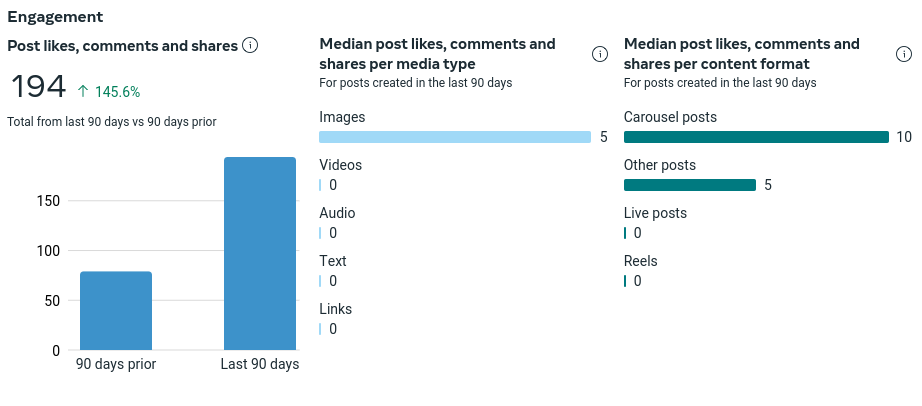 Engagement
Post likes, comments and shares
194 ↑ 145.6%
Total from last 90 days vs 90 days prior
150
100
50
0
90 days prior
Last 90 days
Median post likes, comments and
shares per media type
For posts created in the last 90 days
Images
5
Videos
0
Audio
0
Text
0
Links
0
Median post likes, comments and
shares per content format
For posts created in the last 90 days
Carousel posts
10
Other posts
5
Live posts
0
Reels
0